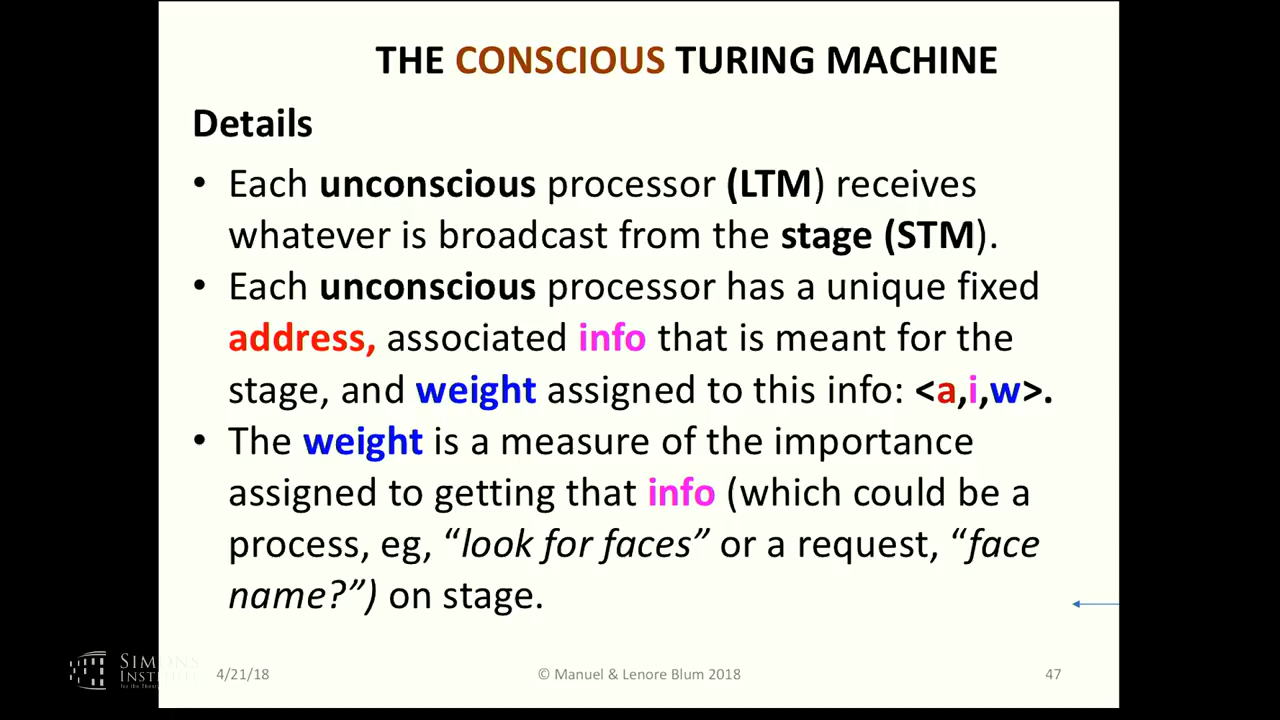 THE CONSCIOUS TURING MACHINE
Details
• Each unconscious processor (LTM) receives
whatever is broadcast from the stage (STM).
• Each unconscious processor has a unique fixed
address, associated info that is meant for the
stage, and weight assigned to this info: <a,i,w>.
• The weight is a measure of the importance
assigned to getting that info (which could be a
process, eg, “look for faces” or a request, “face
name?”) on stage.
SIMONS
INSTITUTE
4/21/18
© Manuel & Lenore Blum 2018
47